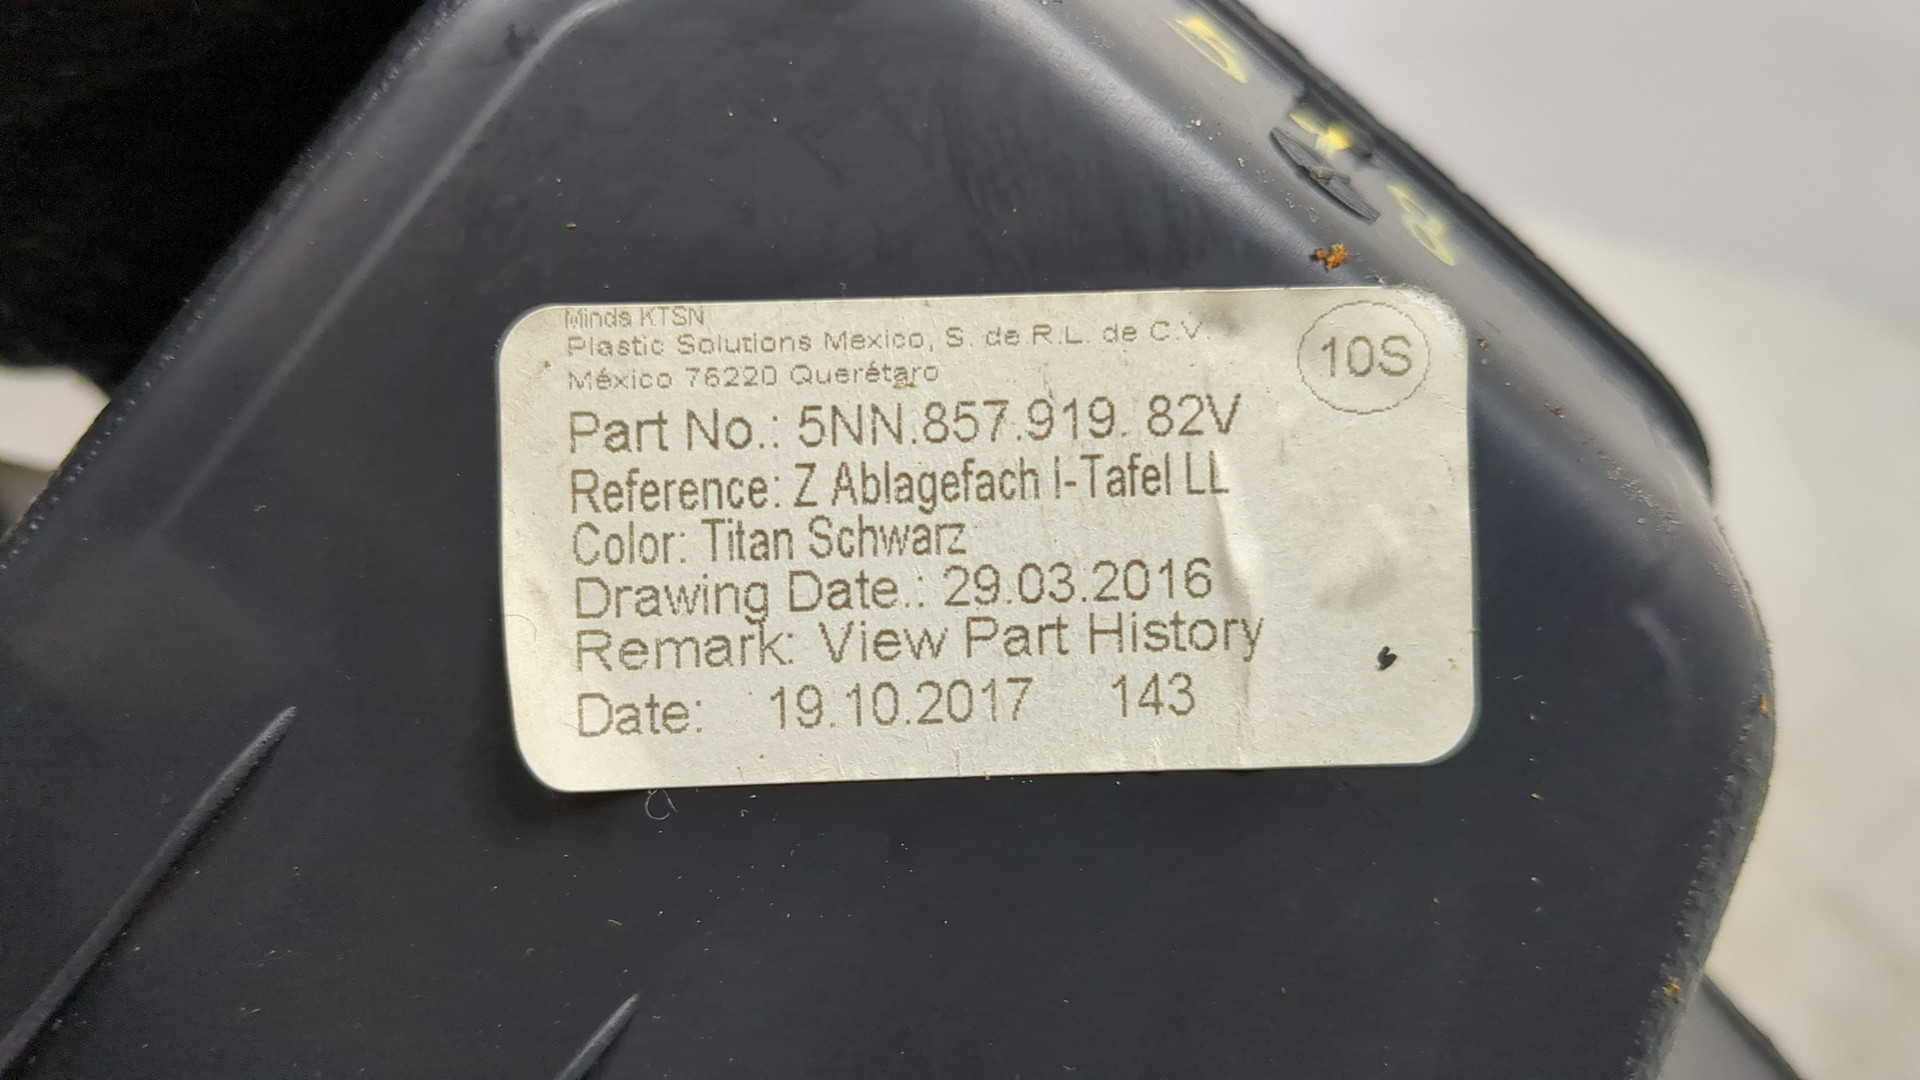 Minda KTSN
Plastic Solutions Mexico, S. de R.L. de C.V.
México 76220 Querétaro
10S
Part No.: 5NN.857.919. 82V
Reference: Z Ablagefach I-Tafel LL
Color: Titan Schwarz
Drawing Date.: 29.03.2016
Remark: View Part History
Date: 19.10.2017 143